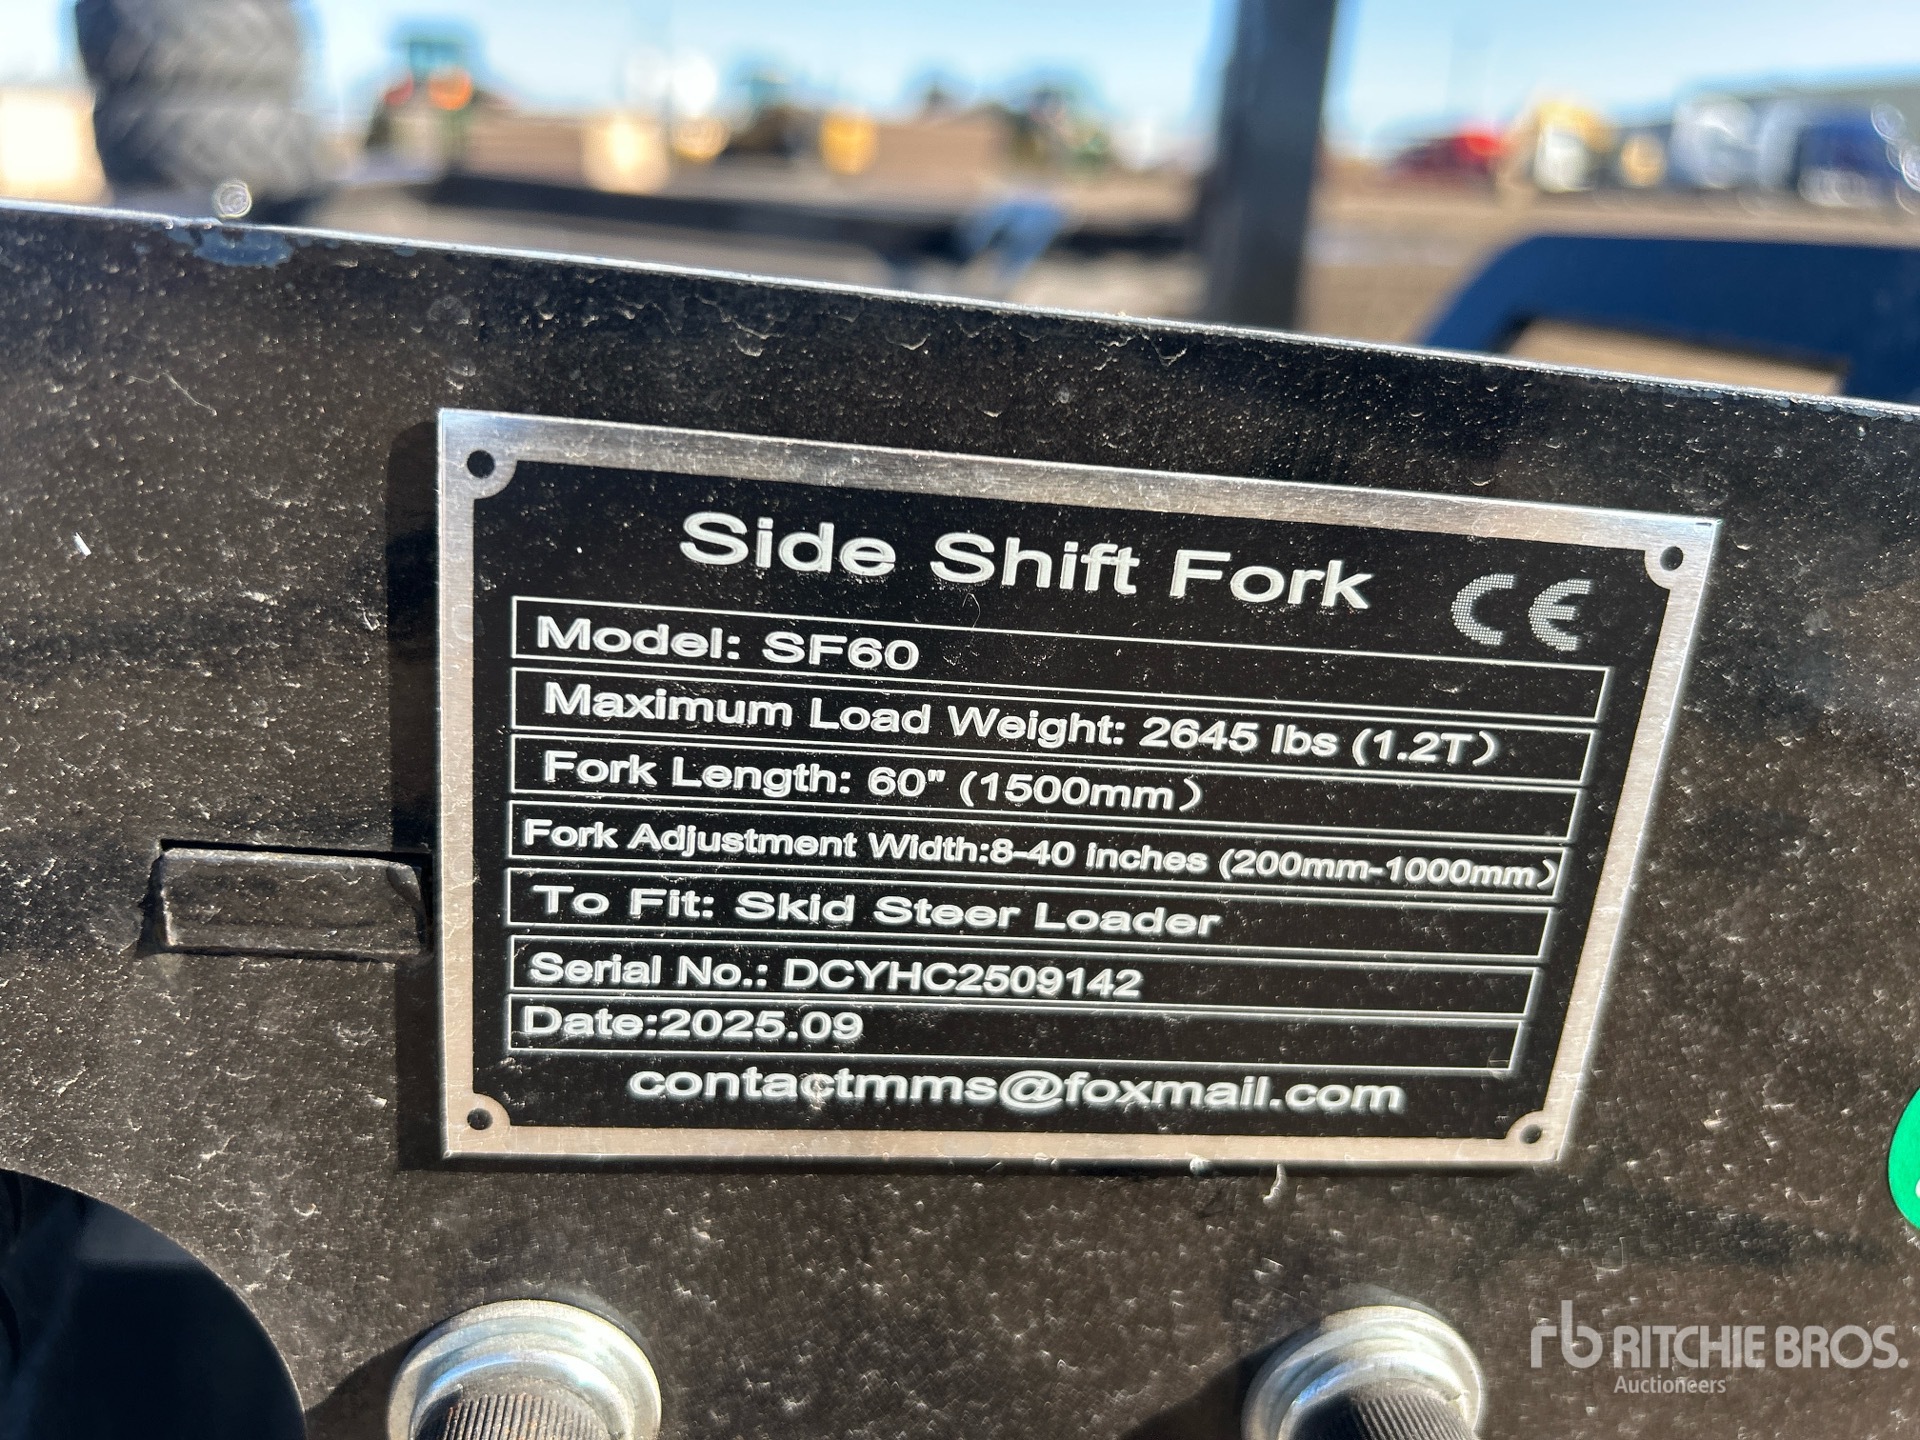 Side Shift Fork
CE
Model: SF60
Maximum Load Weight: 2645 lbs (1.2T)
Fork Length: 60" (1500mm)
Fork Adjustment Width:8-40 inches (200mm-1000mm)
To Fit: Skid Steer Loader
Serial No.: DCYHC2509142
Date:2025.09
contactmms@foxmail.com
rb RITCHIE BROS.
Auctioneers